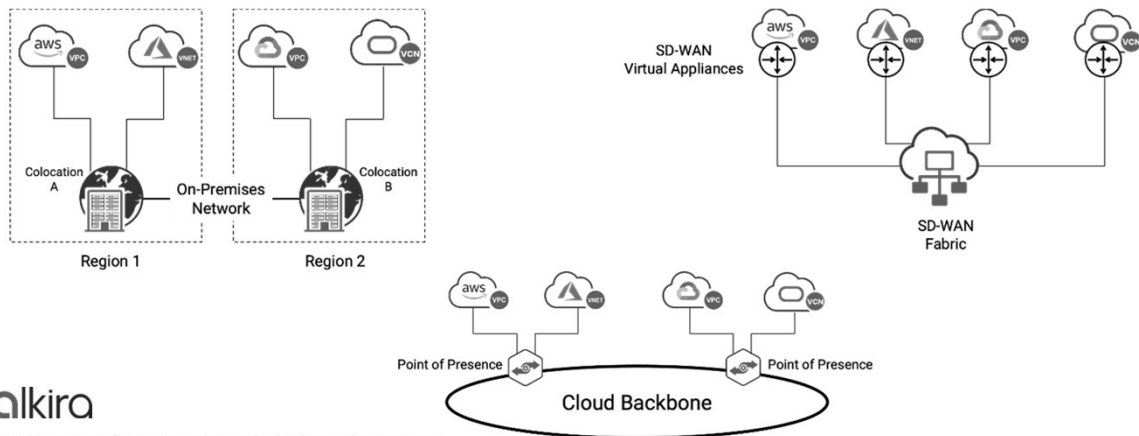 aws
VPC
VNET
VPC
VCN
Colocation
A
On-Premises
Network
Colocation
B
Region 1
Region 2
SD-WAN
Virtual Appliances
aws
VPC
VNET
VPC
VCN
SD-WAN
Fabric
aws
VPC
VNET
VPC
VCN
Point of Presence
Point of Presence
Cloud Backbone
alkira